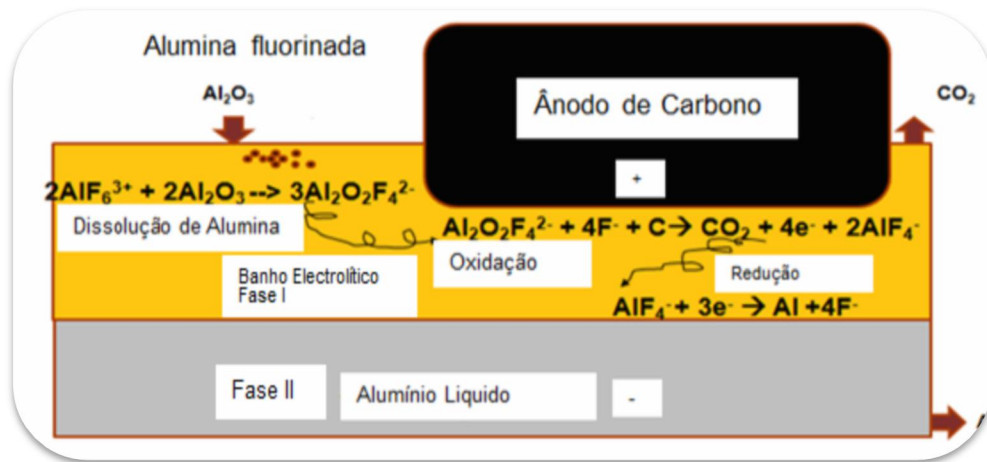 Alumina fluorinada
Al₂O₃
Ânodo de Carbono
CO₂
+
2AlF₆³⁺ + 2Al₂O₃ --> 3Al₂O₂F₄²⁻
Dissolução de Alumina
Al₂O₂F₄²⁻ + 4F⁻ + C → CO₂ + 4e⁻ + 2AlF₄⁻
Oxidação
Redução
Banho Electrolítico
Fase I
AlF₄⁻ + 3e⁻ → Al +4F⁻
Fase II
Alumínio Liquido
-